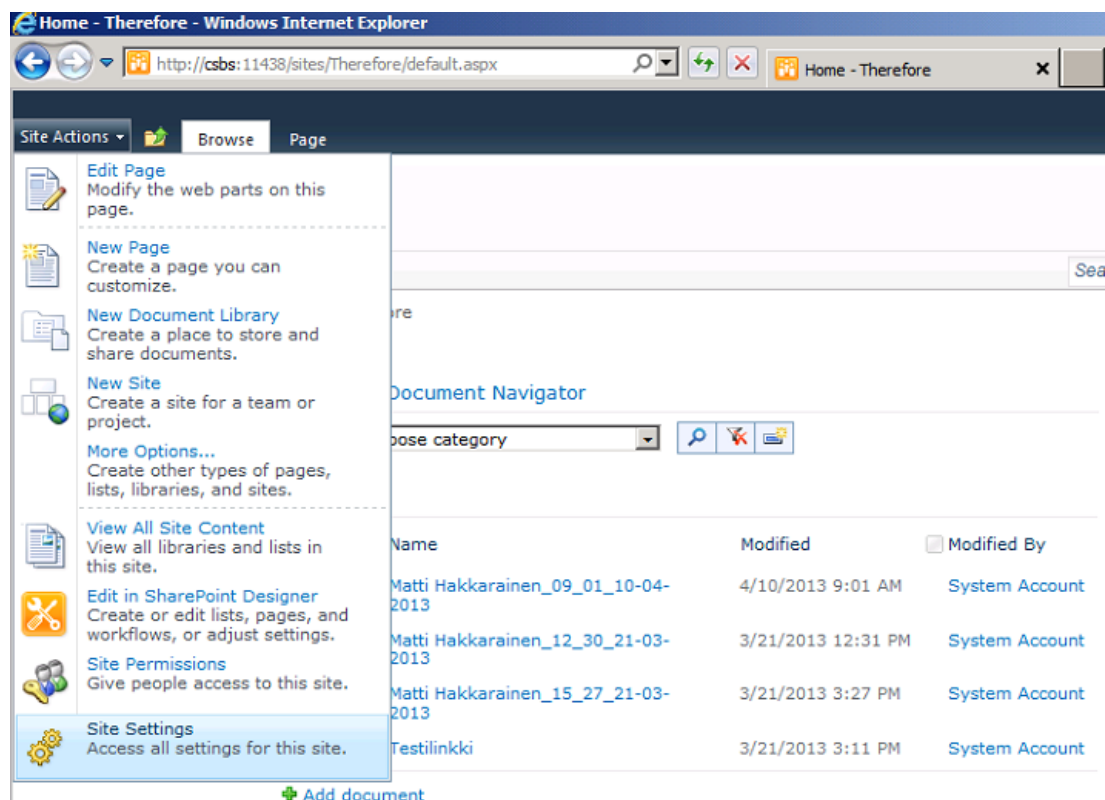 Home - Therefore - Windows Internet Explorer
http://csbs:11438/sites/Therefore/default.aspx
Home - Therefore
Site Actions
Browse
Page
Edit Page
Modify the web parts on this
page.
New Page
Create a page you can
customize.
New Document Library
Create a place to store and
share documents.
New Site
Create a site for a team or
project.
More Options...
Create other types of pages,
lists, libraries, and sites.
View All Site Content
View all libraries and lists in
this site.
Edit in SharePoint Designer
Create or edit lists, pages, and
workflows, or adjust settings.
Site Permissions
Give people access to this site.
Site Settings
Access all settings for this site.
Sea
ore
Document Navigator
oose category
Name Modified Modified By
Matti Hakkarainen_09_01_10-04- 4/10/2013 9:01 AM System Account
2013
Matti Hakkarainen_12_30_21-03- 3/21/2013 12:31 PM System Account
2013
Matti Hakkarainen_15_27_21-03- 3/21/2013 3:27 PM System Account
2013
Testilinkki 3/21/2013 3:11 PM System Account
Add document